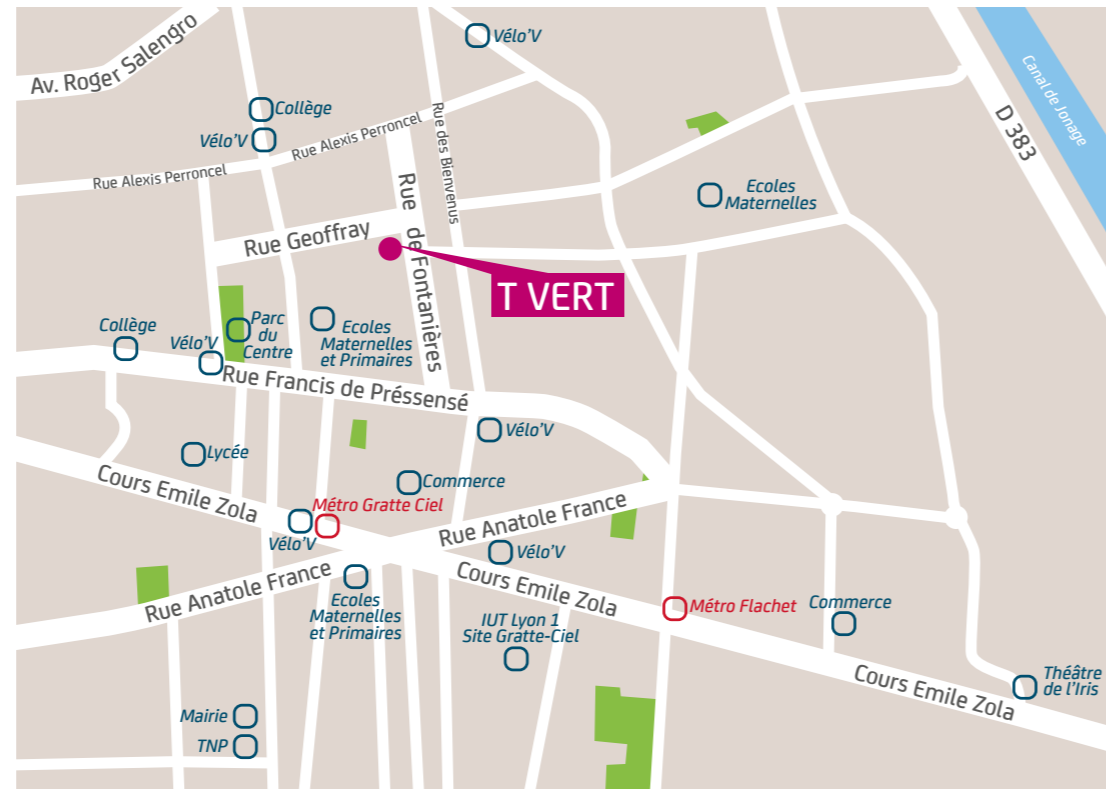 Av. Roger Salengro
Vélo'V
Canal de Jonage
D 383
Collège
Vélo'V
Rue Alexis Perroncel
Rue des Bienvenus
Rue Alexis Perroncel
Ecoles
Maternelles
Rue Geoffray
Rue de Fontanières
T VERT
Parc
du
Centre
Ecoles
Maternelles
et Primaires
Collège
Vélo'V
Rue Francis de Préssensé
Vélo'V
Lycée
Commerce
Cours Emile Zola
Métro Gratte Ciel
Vélo'V
Rue Anatole France
Vélo'V
Rue Anatole France
Cours Emile Zola
Ecoles
Maternelles
et Primaires
IUT Lyon 1
Site Gratte-Ciel
Métro Flachet
Commerce
Théâtre
de l'Iris
Cours Emile Zola
Mairie
TNP